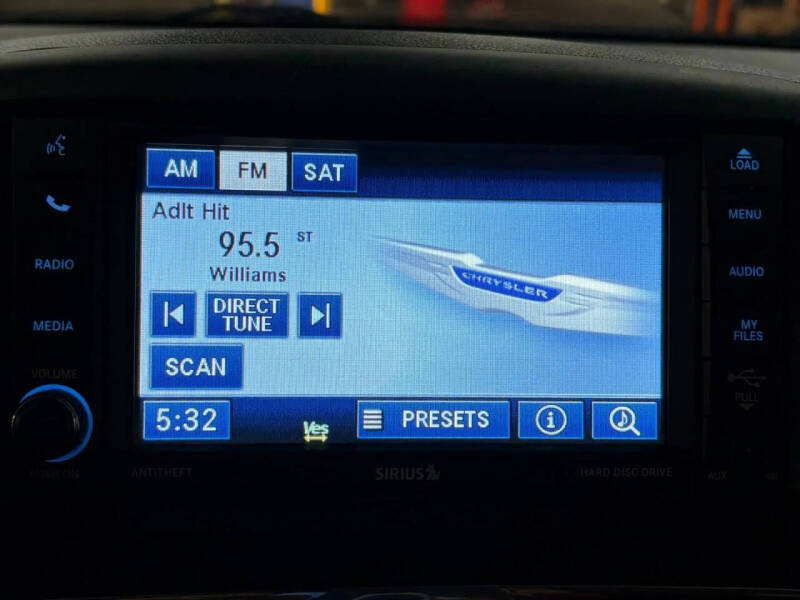 AM FM SAT
Adlt Hit
95.5 ST
Williams
DIRECT
TUNE
SCAN
CHRYSLER
5:32
Yes
PRESETS
i
RADIO
MEDIA
VOLUME
LOAD
MENU
AUDIO
MY
FILES
PULL
ANTITHEFT
SIRIUS
HARD DISC DRIVE
AUX